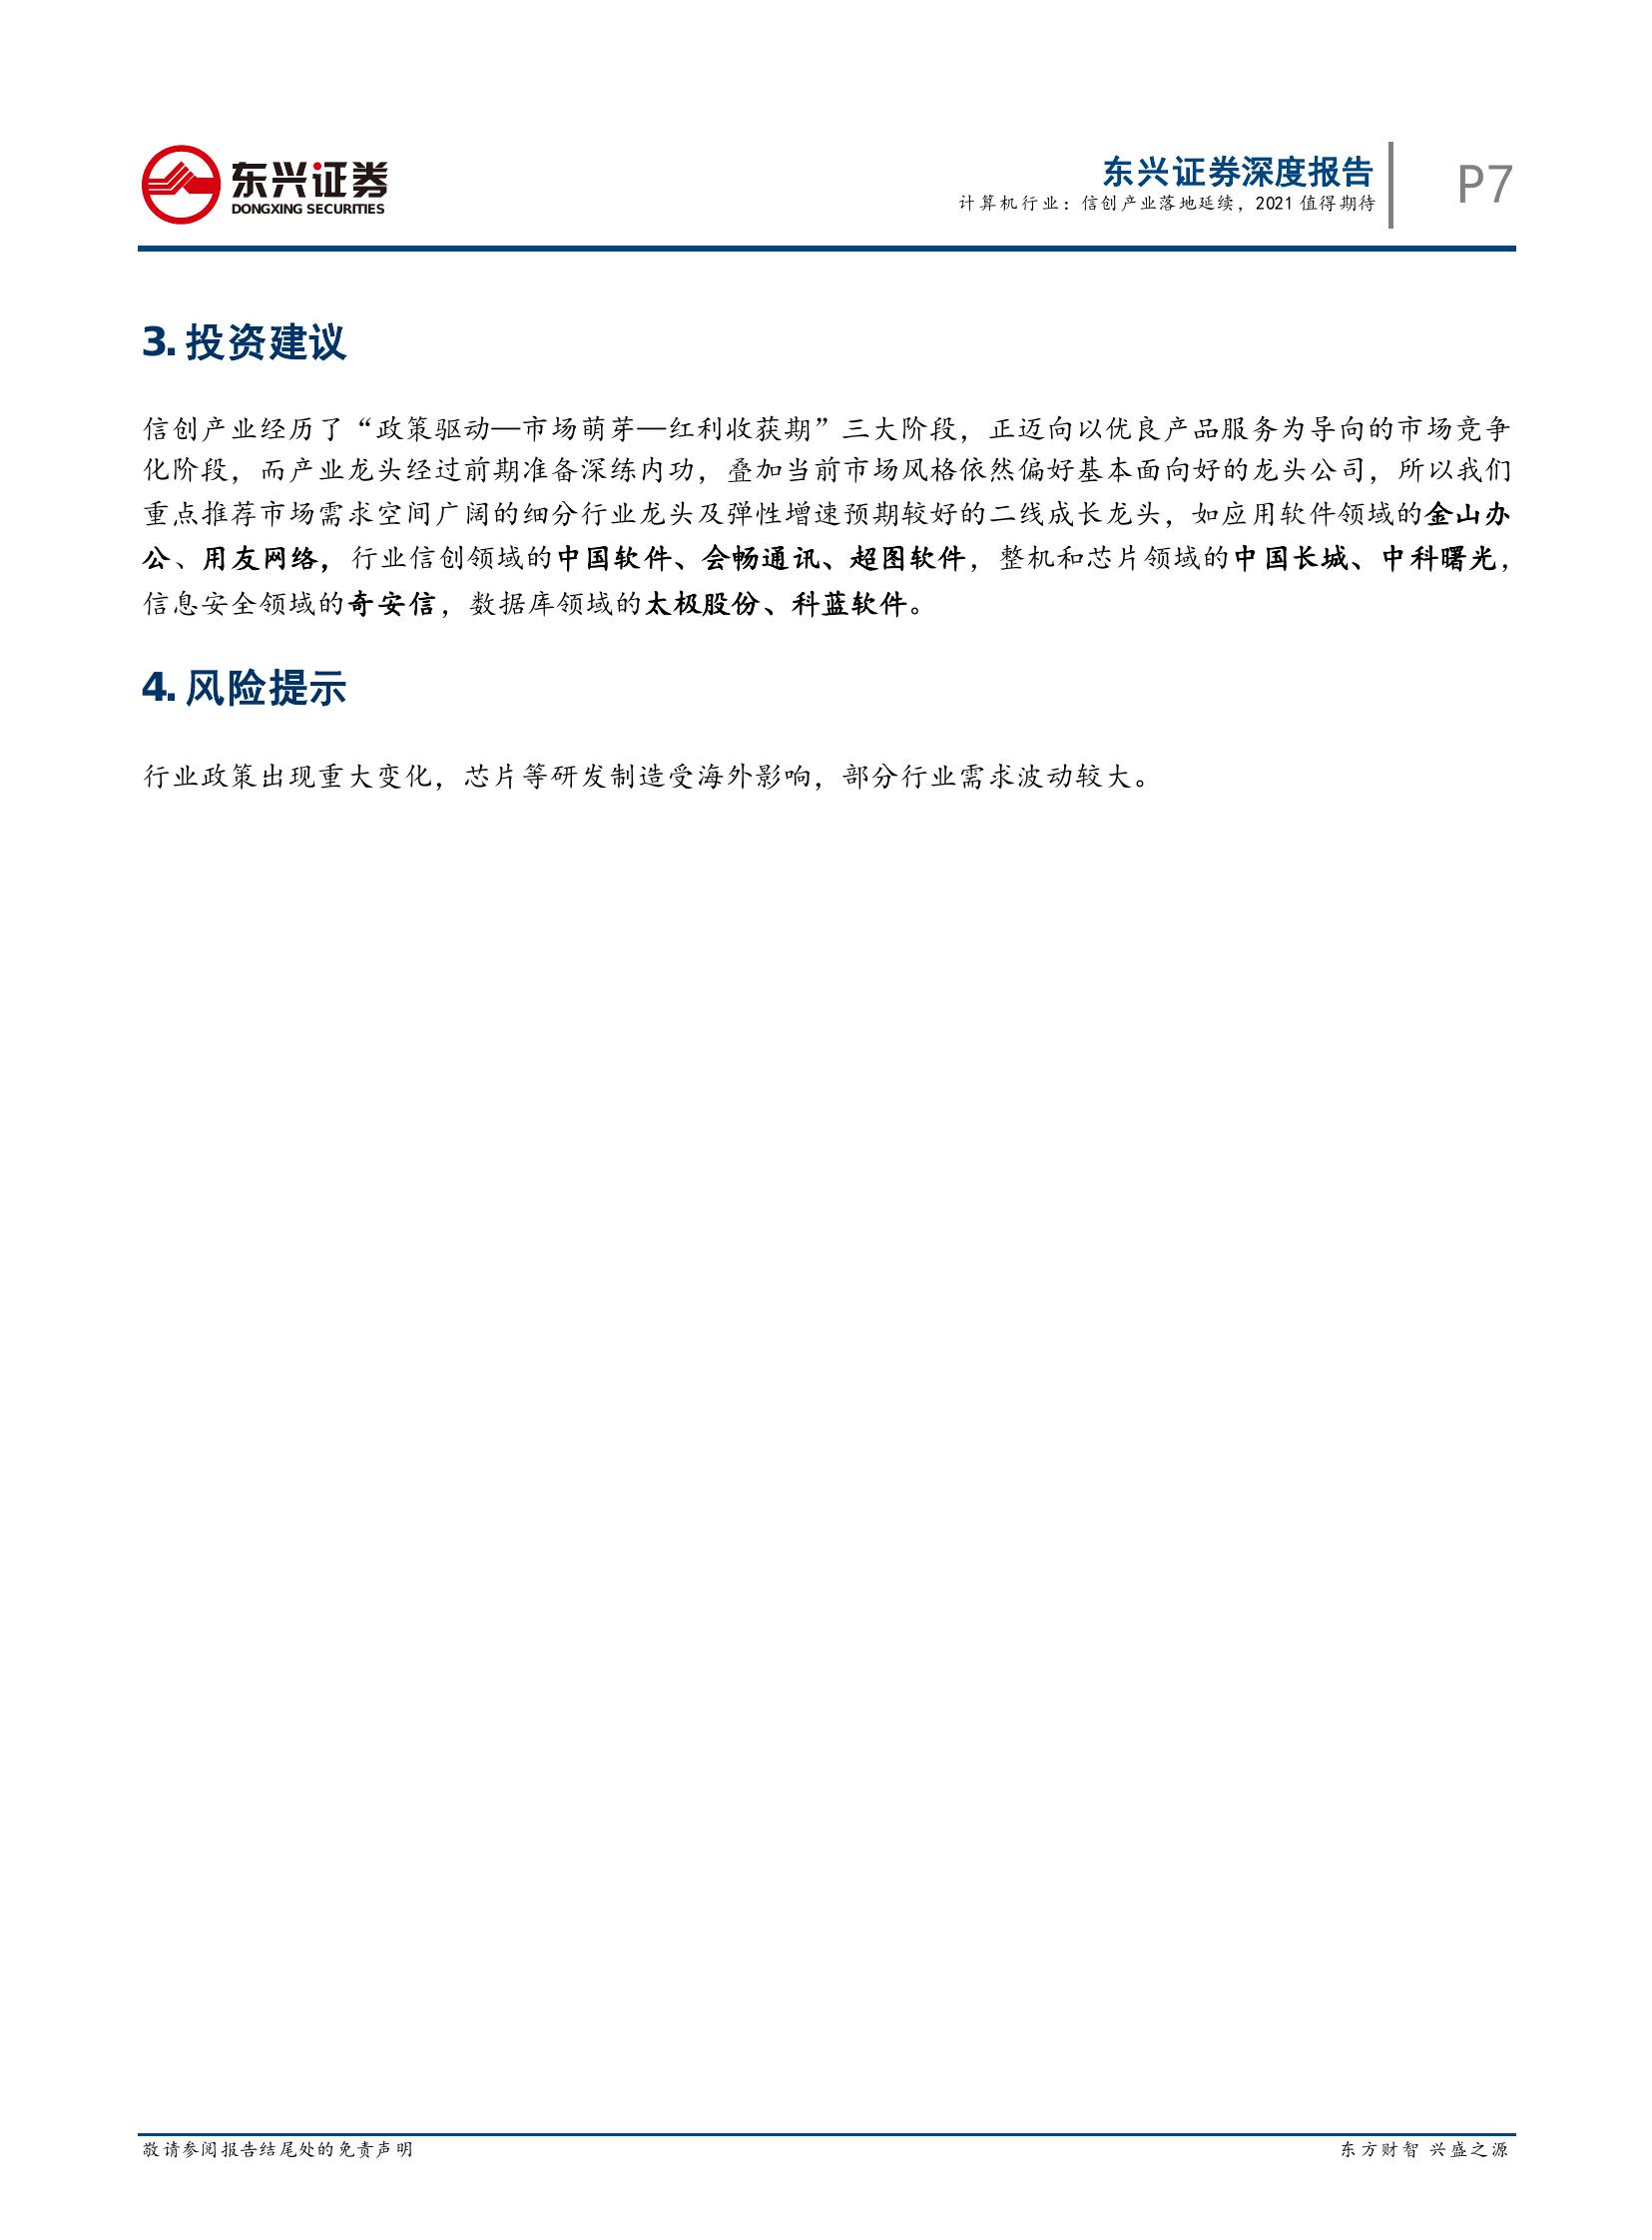 东兴证券
DONGXING SECURITIES
东兴证券深度报告
计算机行业：信创产业落地延续，2021 值得期待
P7
3. 投资建议
信创产业经历了“政策驱动—市场萌芽—红利收获期”三大阶段，正迈向以优良产品服务为导向的市场竞争
化阶段，而产业龙头经过前期准备深练内功，叠加当前市场风格依然偏好基本面向好的龙头公司，所以我们
重点推荐市场需求空间广阔的细分行业龙头及弹性增速预期较好的二线成长龙头，如应用软件领域的金山办
公、用友网络，行业信创领域的中国软件、会畅通讯、超图软件，整机和芯片领域的中国长城、中科曙光，
信息安全领域的奇安信，数据库领域的太极股份、科蓝软件。
4. 风险提示
行业政策出现重大变化，芯片等研发制造受海外影响，部分行业需求波动较大。
敬请参阅报告结尾处的免责声明
东方财智 兴盛之源